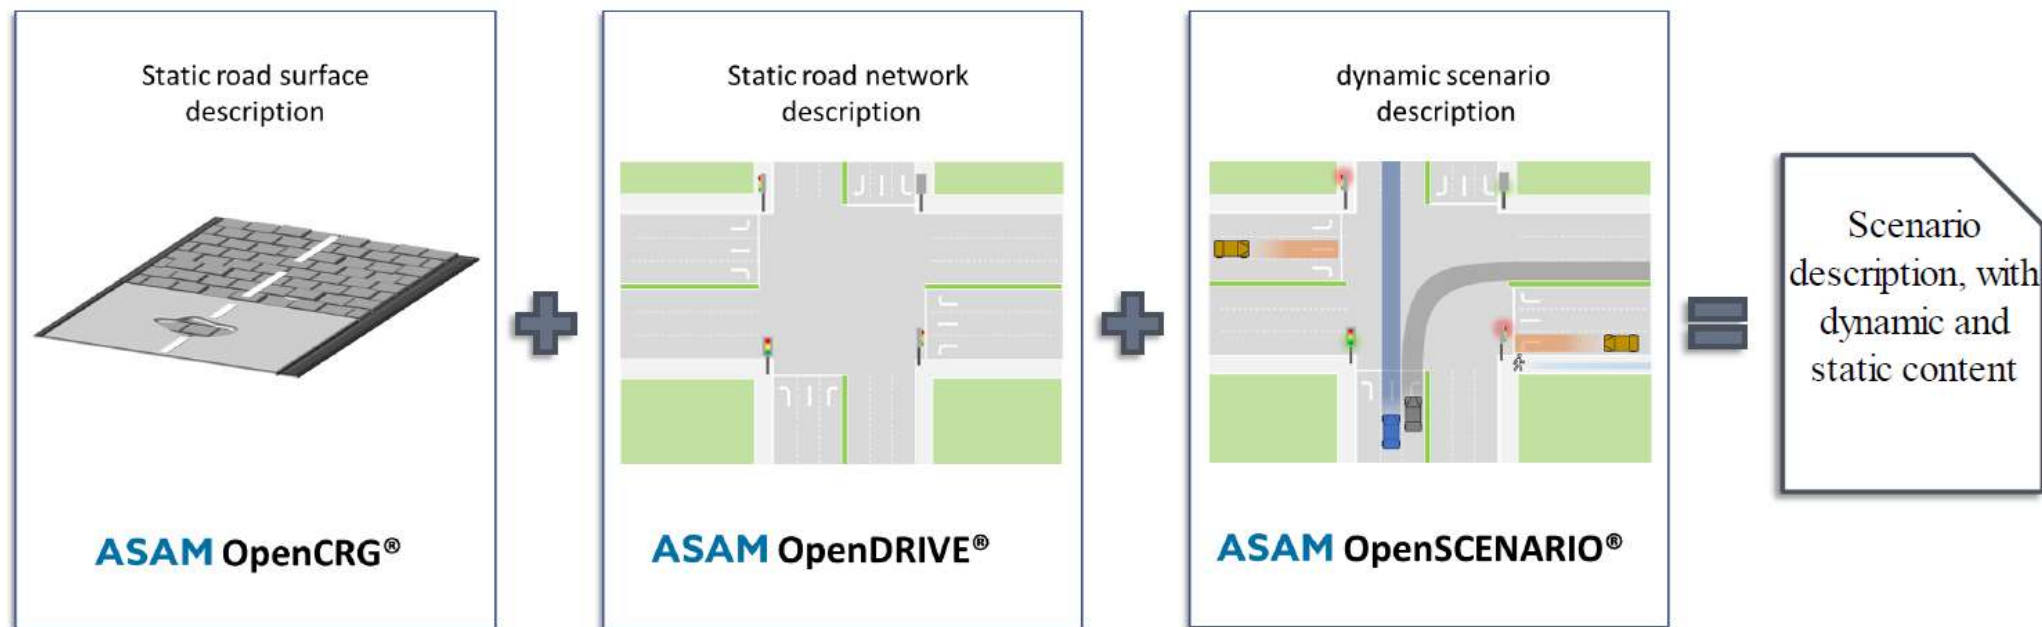 Static road surface
description
ASAM OpenCRG®
Static road network
description
ASAM OpenDRIVE®
dynamic scenario
description
ASAM OpenSCENARIO®
Scenario
description, with
dynamic and
static content